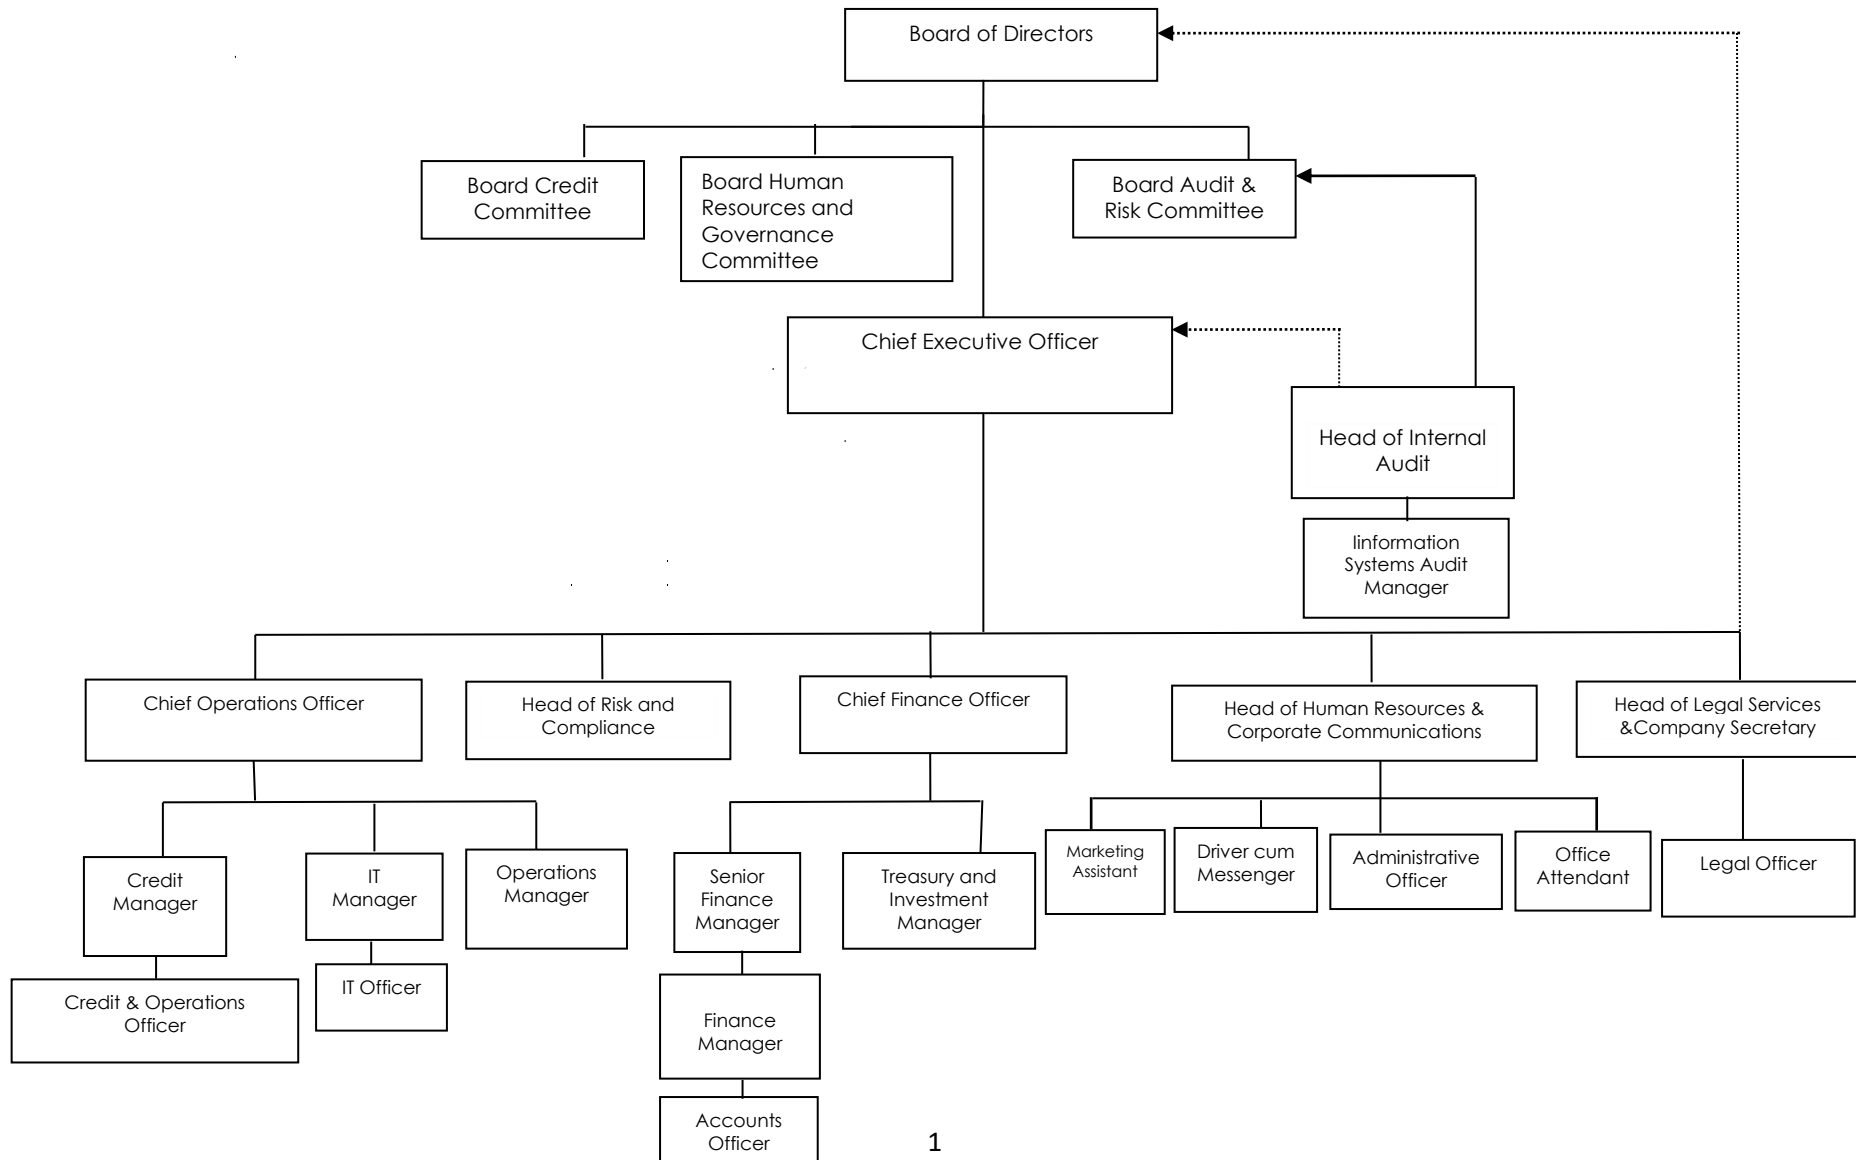 Board of Directors
Board Credit
Committee
Board Human
Resources and
Governance
Committee
Board Audit &
Risk Committee
Chief Executive Officer
Head of Internal
Audit
Iinformation
Systems Audit
Manager
Chief Operations Officer
Head of Risk and
Compliance
Chief Finance Officer
Head of Human Resources &
Corporate Communications
Head of Legal Services
&Company Secretary
Credit
Manager
IT
Manager
Operations
Manager
Senior
Finance
Manager
Treasury and
Investment
Manager
Marketing
Assistant
Driver cum
Messenger
Administrative
Officer
Office
Attendant
Legal Officer
Credit & Operations
Officer
IT Officer
Finance
Manager
Accounts
Officer
1